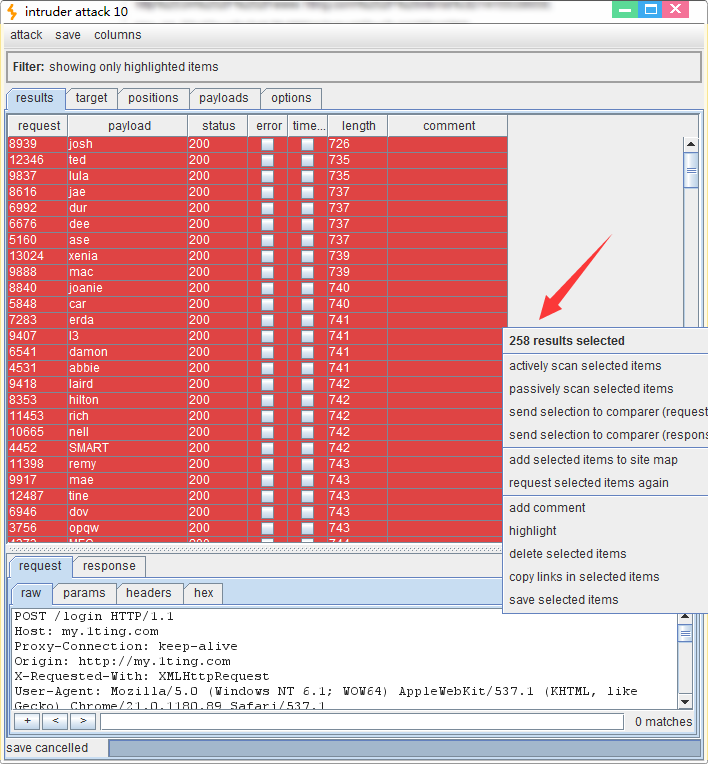 intruder attack 10
attack save columns
Filter: showing only highlighted items
results target positions payloads options
request payload status error time... length comment
8939 josh 200 726
12346 ted 200 735
9837 lula 200 735
8616 jae 200 737
6992 dur 200 737
6676 dee 200 737
5160 ase 200 737
13024 xenia 200 739
9888 mac 200 739
8840 joanie 200 740
5848 car 200 740
7283 erda 200 741
9407 l3 200 741
6541 damon 200 741
4531 abbie 200 741
9418 laird 200 742
8353 hilton 200 742
11453 rich 200 742
10665 nell 200 742
4452 SMART 200 742
11398 remy 200 743
9917 mae 200 743
12487 tine 200 743
6946 dov 200 743
3756 opqw 200 743
258 results selected
actively scan selected items
passively scan selected items
send selection to comparer (request
send selection to comparer (respons
add selected items to site map
request selected items again
add comment
highlight
delete selected items
copy links in selected items
save selected items
request response
raw params headers hex
POST /login HTTP/1.1
Host: my.1ting.com
Proxy-Connection: keep-alive
Origin: http://my.1ting.com
X-Requested-With: XMLHttpRequest
User-Agent: Mozilla/5.0 (Windows NT 6.1; WOW64) AppleWebKit/537.1 (KHTML, like
Gecko) Chrome/21.0.1180.89 Safari/537.1
+ < > 0 matches
save cancelled